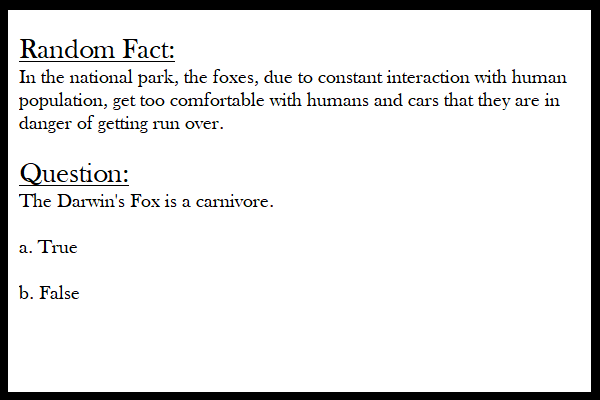 Random Fact:
In the national park, the foxes, due to constant interaction with human
population, get too comfortable with humans and cars that they are in
danger of getting run over.
Question:
The Darwin's Fox is a carnivore.
a. True
b. False